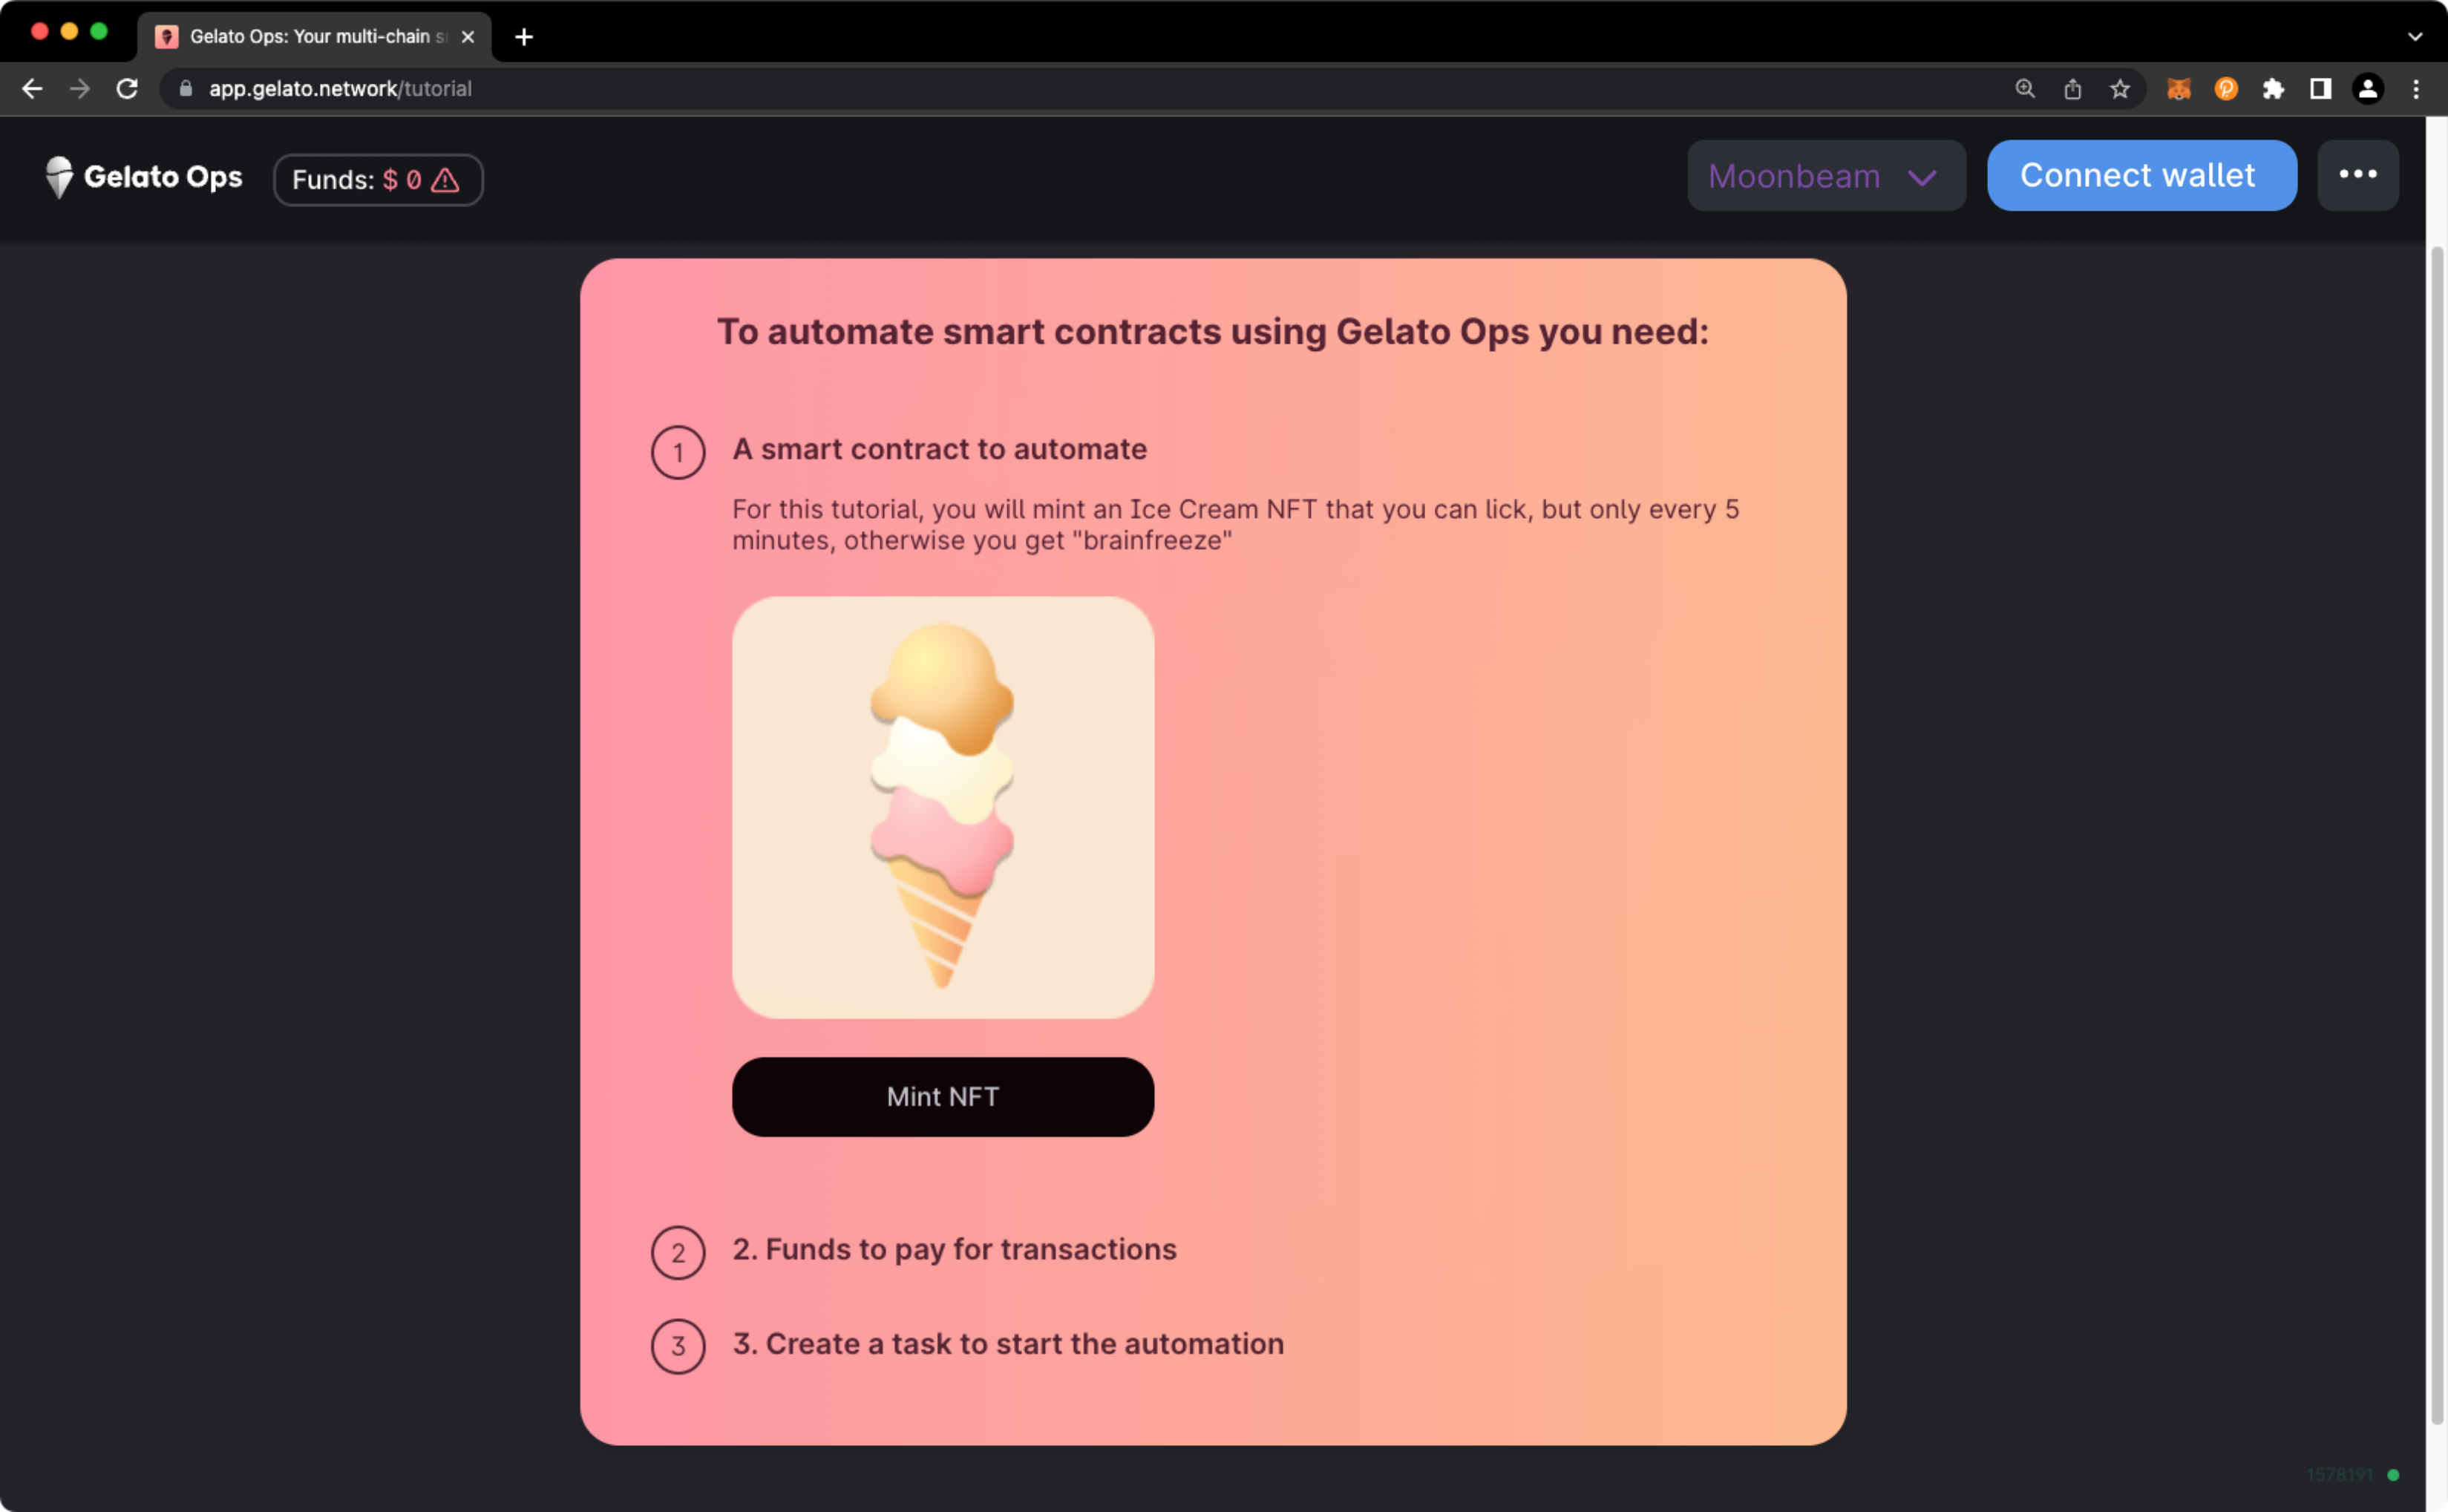 Gelato Ops: Your multi-chain
app.gelato.network/tutorial
Gelato Ops
Funds: $ 0
Moonbeam
Connect wallet
To automate smart contracts using Gelato Ops you need:
1
A smart contract to automate
For this tutorial, you will mint an Ice Cream NFT that you can lick, but only every 5
minutes, otherwise you get "brainfreeze"
Mint NFT
2
2. Funds to pay for transactions
3
3. Create a task to start the automation
1578191